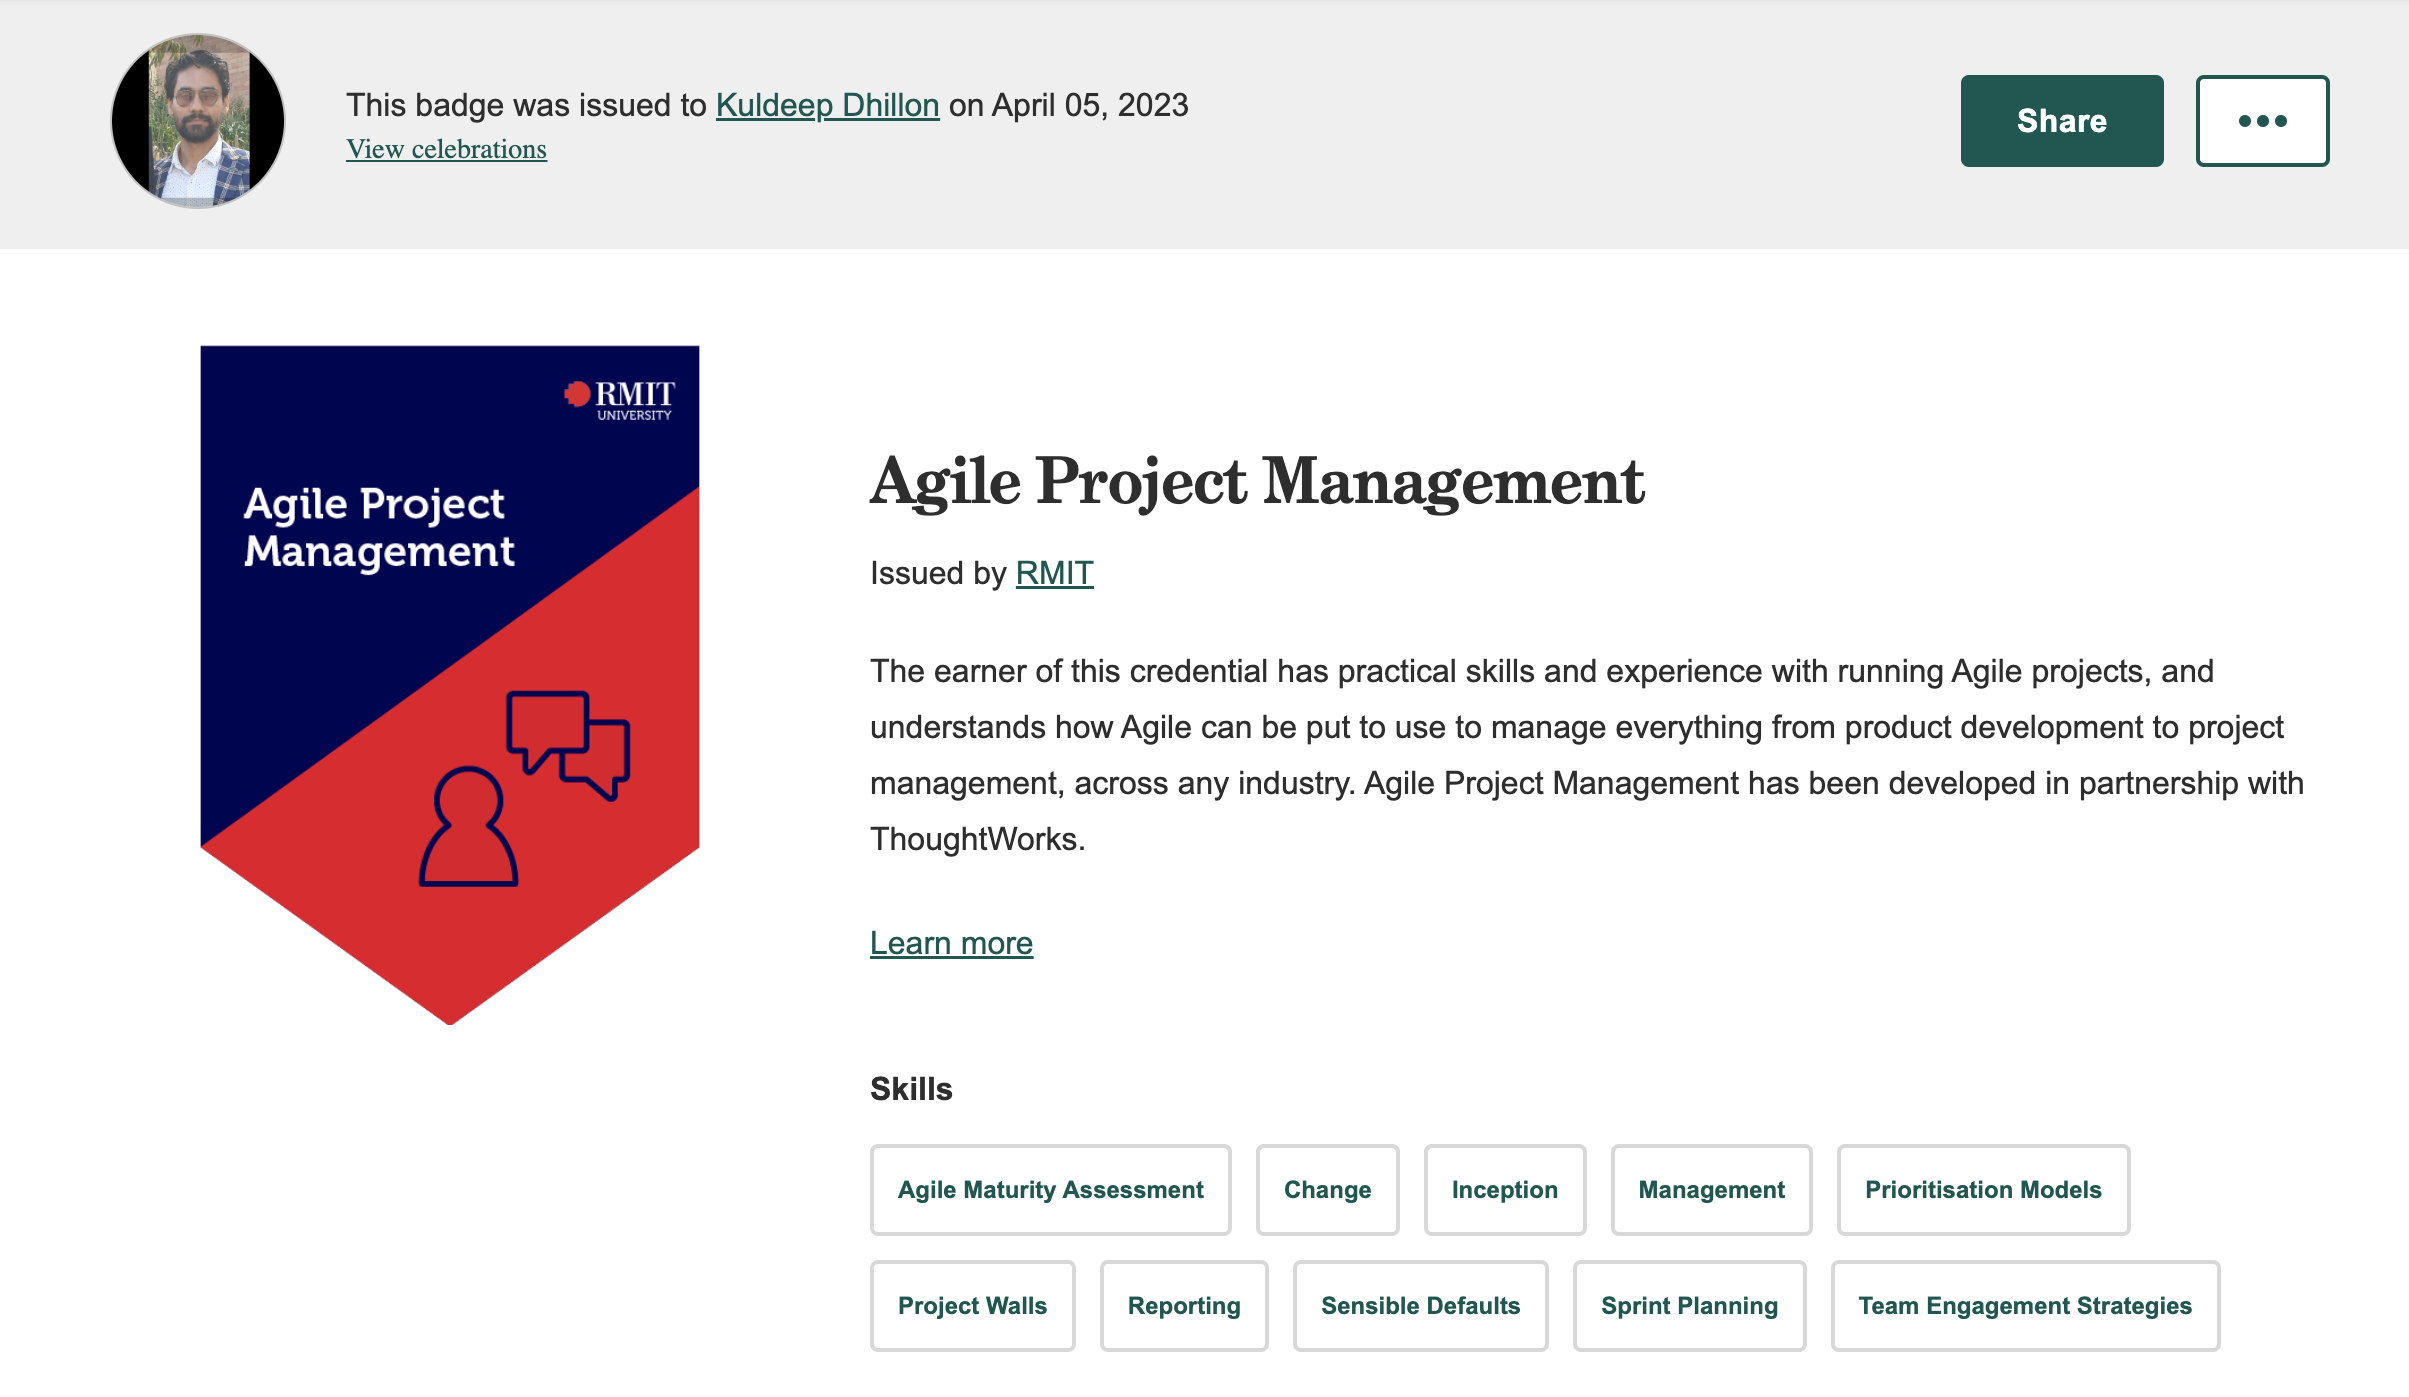 This badge was issued to Kuldeep Dhillon on April 05, 2023
View celebrations
Share
RMIT
UNIVERSITY
Agile Project
Management
Agile Project Management
Issued by RMIT
The earner of this credential has practical skills and experience with running Agile projects, and
understands how Agile can be put to use to manage everything from product development to project
management, across any industry. Agile Project Management has been developed in partnership with
ThoughtWorks.
Learn more
Skills
Agile Maturity Assessment
Change
Inception
Management
Prioritisation Models
Project Walls
Reporting
Sensible Defaults
Sprint Planning
Team Engagement Strategies